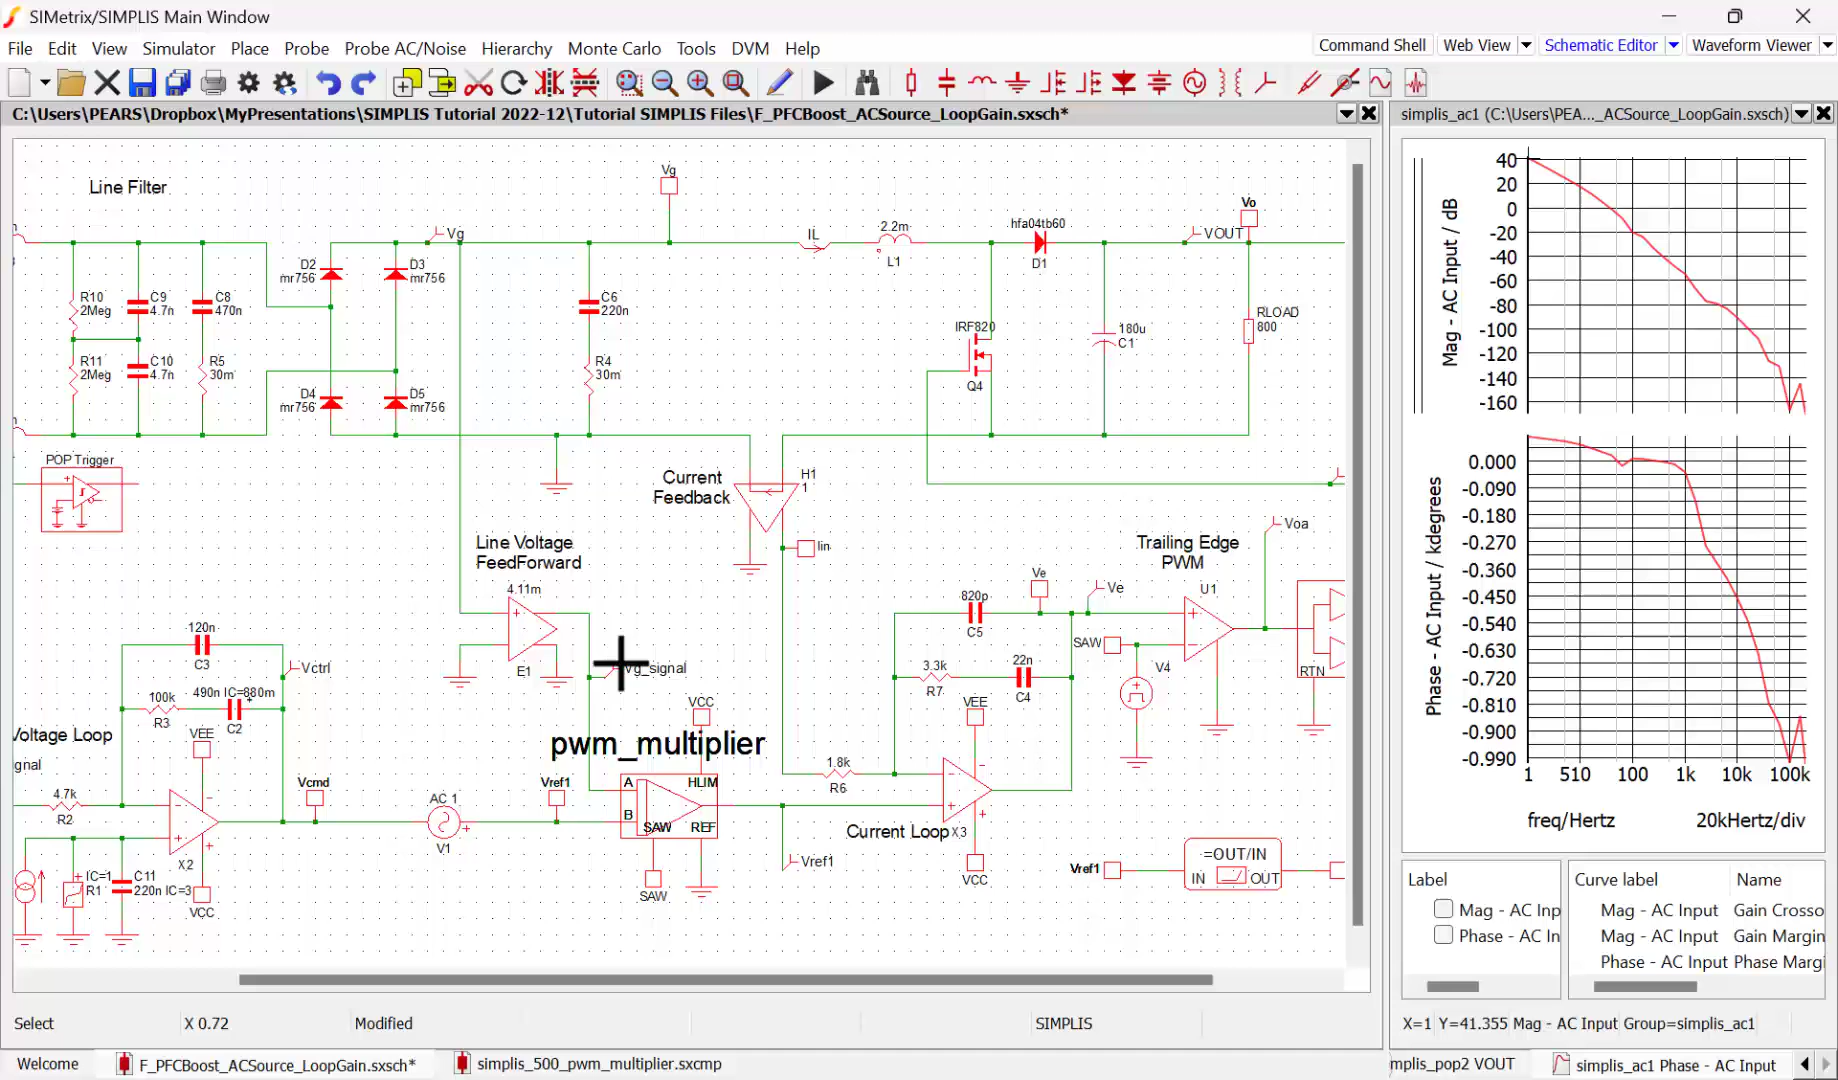 SIMetrix/SIMPLIS Main Window
File Edit View Simulator Place Probe Probe AC/Noise Hierarchy Monte Carlo Tools DVM Help
Command Shell Web View Schematic Editor Waveform Viewer
C:\Users\PEARS\Dropbox\MyPresentations\SIMPLIS Tutorial 2022-12\Tutorial SIMPLIS Files\F_PFCBoost_ACSource_LoopGain.sxsch*
simplis_ac1 (C:\Users\PEA..._ACSource_LoopGain.sxsch)
Line Filter
Vg
Vg
IL
2.2m
L1
hfa04tb60
D1
VOUT
Vo
D2
mr756
D3
mr756
R10
2Meg
C9
4.7n
C8
470n
C6
220n
R11
2Meg
C10
4.7n
R5
30m
R4
30m
D4
mr756
D5
mr756
IRF820
Q4
180u
C1
RLOAD
800
POP Trigger
Current
Feedback
H1
1
Iin
Line Voltage
FeedForward
4.11m
E1
Trailing Edge
PWM
Voa
Ve
Ve
820p
C5
U1
SAW
V4
RTN
120n
C3
Vctrl
100k
R3
490n IC=880m
C2
3.3k
R7
22n
C4
VEE
VCC
VEE
Voltage Loop
gnal
pwm_multiplier
4.7k
R2
Vcmd
AC 1
V1
Vref1
A
B
HLIM
SAW
REF
1.8k
R6
Current Loop
X3
X2
Vref1
VCC
IC=1
R1
C11
220n IC=3
VCC
SAW
Vref1
=OUT/IN
IN
OUT
Mag - AC Input / dB
40
20
0
-20
-40
-60
-80
-100
-120
-140
-160
Phase - AC Input / kdegrees
0.000
-0.090
-0.180
-0.270
-0.360
-0.450
-0.540
-0.630
-0.720
-0.810
-0.900
-0.990
1 510 100 1k 10k 100k
freq/Hertz 20kHertz/div
Label Curve label Name
Mag - AC Inp Mag - AC Input Gain Crosso
Phase - AC In Mag - AC Input Gain Margin
Phase - AC Input Phase Margi
Select X 0.72 Modified SIMPLIS
X=1 Y=41.355 Mag - AC Input Group=simplis_ac1
Welcome F_PFCBoost_ACSource_LoopGain.sxsch* simplis_500_pwm_multiplier.sxcmp
mplis_pop2 VOUT simplis_ac1 Phase - AC Input